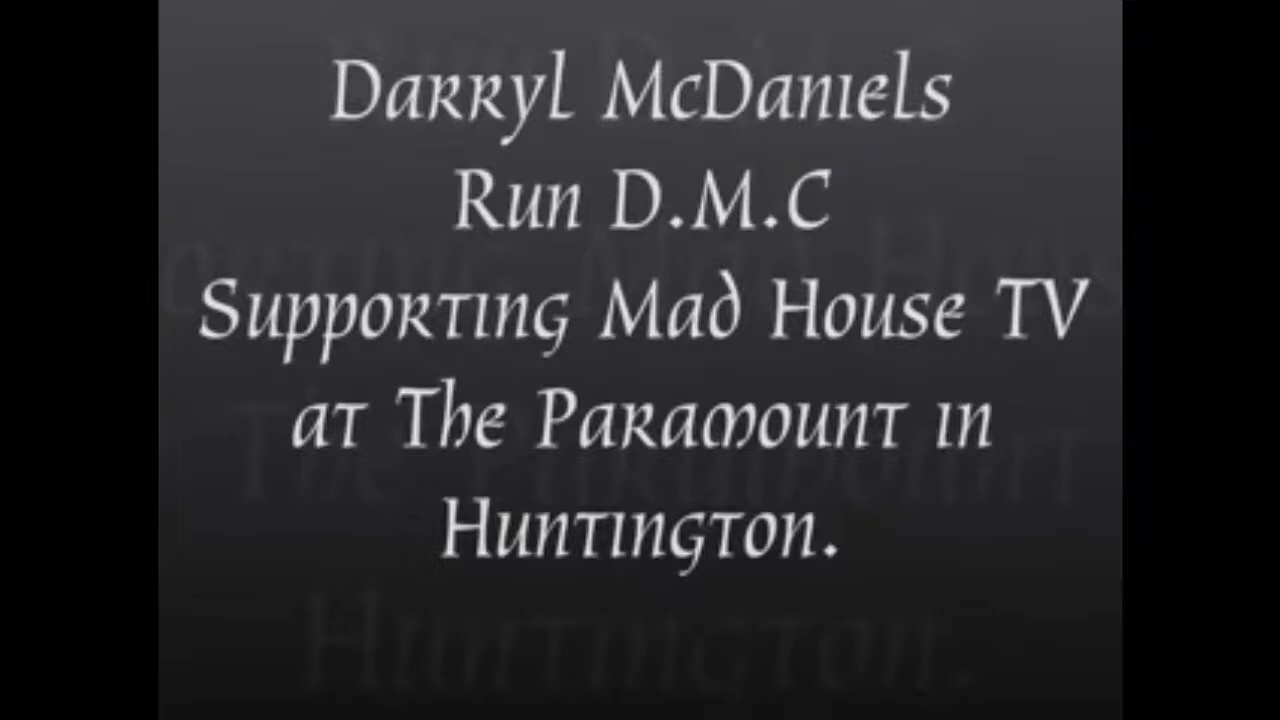 Darryl McDaniels
Run D.M.C
Supporting Mad House TV
at The Paramount in
Huntington.